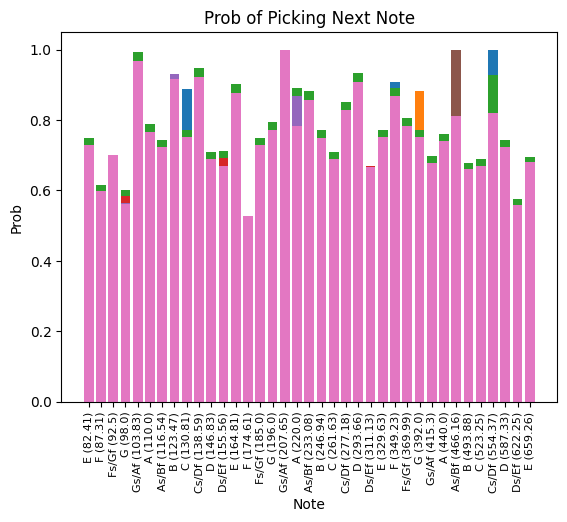 Prob of Picking Next Note
Prob
1.0
0.8
0.6
0.4
0.2
0.0
E (82.41)
F (87.31)
Fs/Gf (92.5)
G (98.0)
Gs/Af (103.83)
A (110.0)
As/Bf (116.54)
B (123.47)
C (130.81)
Cs/Df (138.59)
D (146.83)
Ds/Ef (155.56)
E (164.81)
F (174.61)
Fs/Gf (185.0)
G (196.0)
Gs/Af (207.65)
A (220.0)
As/Bf (233.08)
B (246.94)
C (261.63)
Cs/Df (277.18)
D (293.66)
Ds/Ef (311.13)
E (329.63)
F (349.23)
Fs/Gf (369.99)
G (392.0)
Gs/Af (415.3)
A (440.0)
As/Bf (466.16)
B (493.88)
C (523.25)
Cs/Df (554.37)
D (587.33)
Ds/Ef (622.25)
E (659.26)
Note